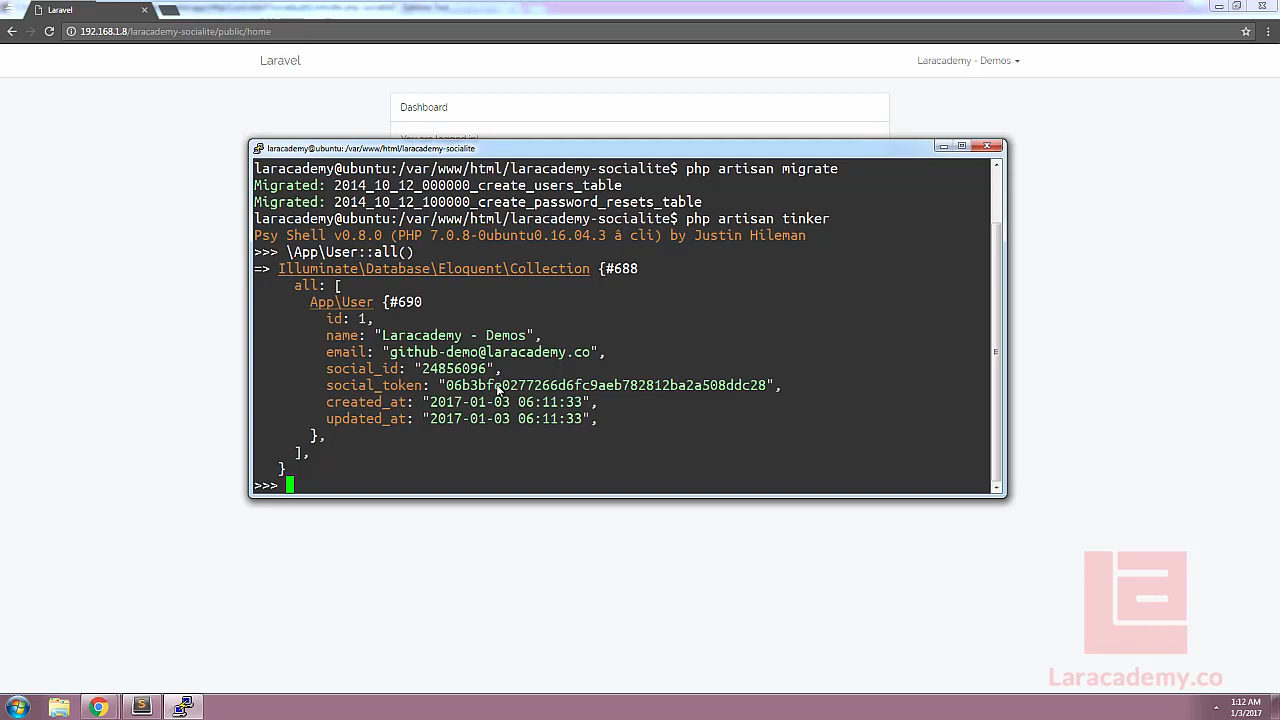 Laravel
192.168.1.8/laracademy-socialite/public/home
Laravel
Laracademy - Demos
Dashboard
You are logged in!
laracademy@ubuntu: /var/www/html/laracademy-socialite
laracademy@ubuntu:/var/www/html/laracademy-socialite$ php artisan migrate
Migrated: 2014_10_12_000000_create_users_table
Migrated: 2014_10_12_100000_create_password_resets_table
laracademy@ubuntu:/var/www/html/laracademy-socialite$ php artisan tinker
Psy Shell v0.8.0 (PHP 7.0.8-0ubuntu0.16.04.3 â cli) by Justin Hileman
>>> \App\User::all()
=> Illuminate\Database\Eloquent\Collection {#688
all: [
App\User {#690
id: 1,
name: "Laracademy - Demos",
email: "github-demo@laracademy.co",
social_id: "24856096",
social_token: "06b3bfe0277266d6fc9aeb782812ba2a508ddc28",
created_at: "2017-01-03 06:11:33",
updated_at: "2017-01-03 06:11:33",
},
],
}
>>>
Laracademy.co
1:12 AM
1/3/2017